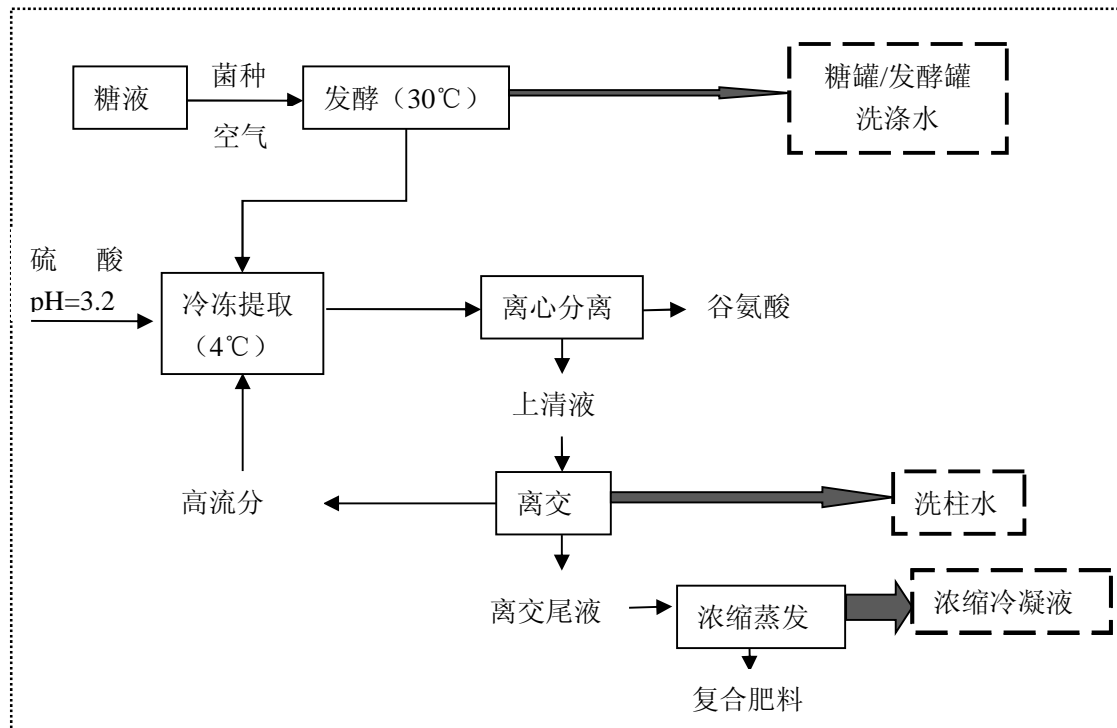 糖液
菌种
空气
发酵（30℃）
糖罐/发酵罐
洗涤水
硫 酸
pH=3.2
冷冻提取
（4℃）
离心分离
谷氨酸
上清液
高流分
离交
洗柱水
离交尾液
浓缩蒸发
浓缩冷凝液
复合肥料